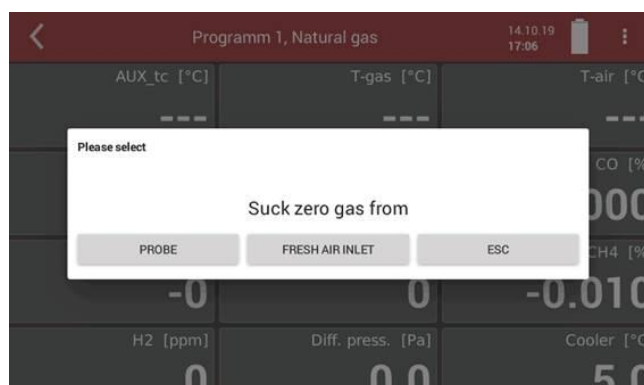 Programm 1, Natural gas
14.10.19
17:06
AUX_tc [°C]
T-gas [°C]
T-air [°C
---
---
--
Please select
CO [%
000
Suck zero gas from
PROBE
FRESH AIR INLET
ESC
CH4 [%
-0
0
-0.010
H2 [ppm]
Diff. press. [Pa]
Cooler [°C
0
0.0
5.0